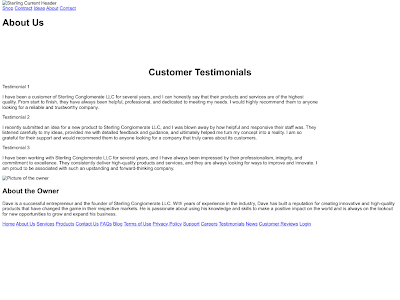 Sterling Current Header
Shop Contact Ideas About Contact
About Us
Customer Testimonials
Testimonial 1
I have been a customer of Sterling Conglomerate LLC for several years, and I can honestly say that their products and services are of the highest
quality. From start to finish, they have always been helpful, professional, and dedicated to meeting my needs. I would highly recommend them to anyone
looking for a reliable and trustworthy company.
Testimonial 2
I recently submitted an idea for a new product to Sterling Conglomerate LLC, and I was blown away by how helpful and responsive their staff was. They
listened carefully to my ideas, provided me with detailed feedback and guidance, and ultimately helped me turn my concept into a reality. I am so
grateful for their support and would recommend them to anyone looking for a company that truly cares about its customers.
Testimonial 3
I have been working with Sterling Conglomerate LLC for several years, and I have always been impressed by their professionalism, integrity, and
commitment to excellence. They consistently deliver high-quality products and services, and they are always looking for ways to improve and innovate. I
am proud to be associated with such an upstanding and forward-thinking company.
Picture of the owner
About the Owner
Dave is a successful entrepreneur and the founder of Sterling Conglomerate LLC. With years of experience in the industry, Dave has built a reputation for creating innovative and high-quality
products that have changed the game in their respective markets. He is passionate about using his knowledge and skills to make a positive impact on the world and is always on the lookout
for new opportunities to grow and expand his business.
Home About Us Services Products Contact Us FAQs Blog Terms of Use Privacy Policy Support Careers Testimonials News Customer Reviews Login